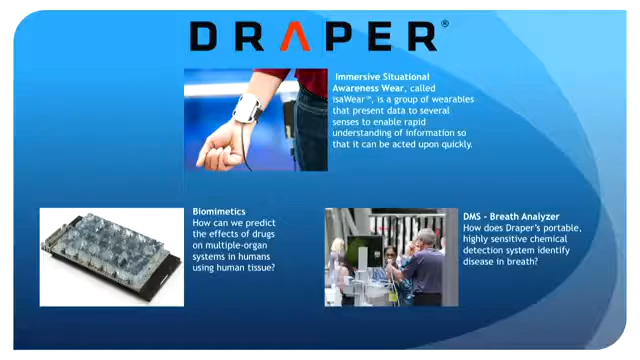 DRAPER®
Immersive Situational
Awareness Wear, called
isaWear™, is a group of wearables
that present data to several
senses to enable rapid
understanding of information so
that it can be acted upon quickly.
Biomimetics
How can we predict
the effects of drugs
on multiple-organ
systems in humans
using human tissue?
DMS - Breath Analyzer
How does Draper's portable,
highly sensitive chemical
detection system identify
disease in breath?